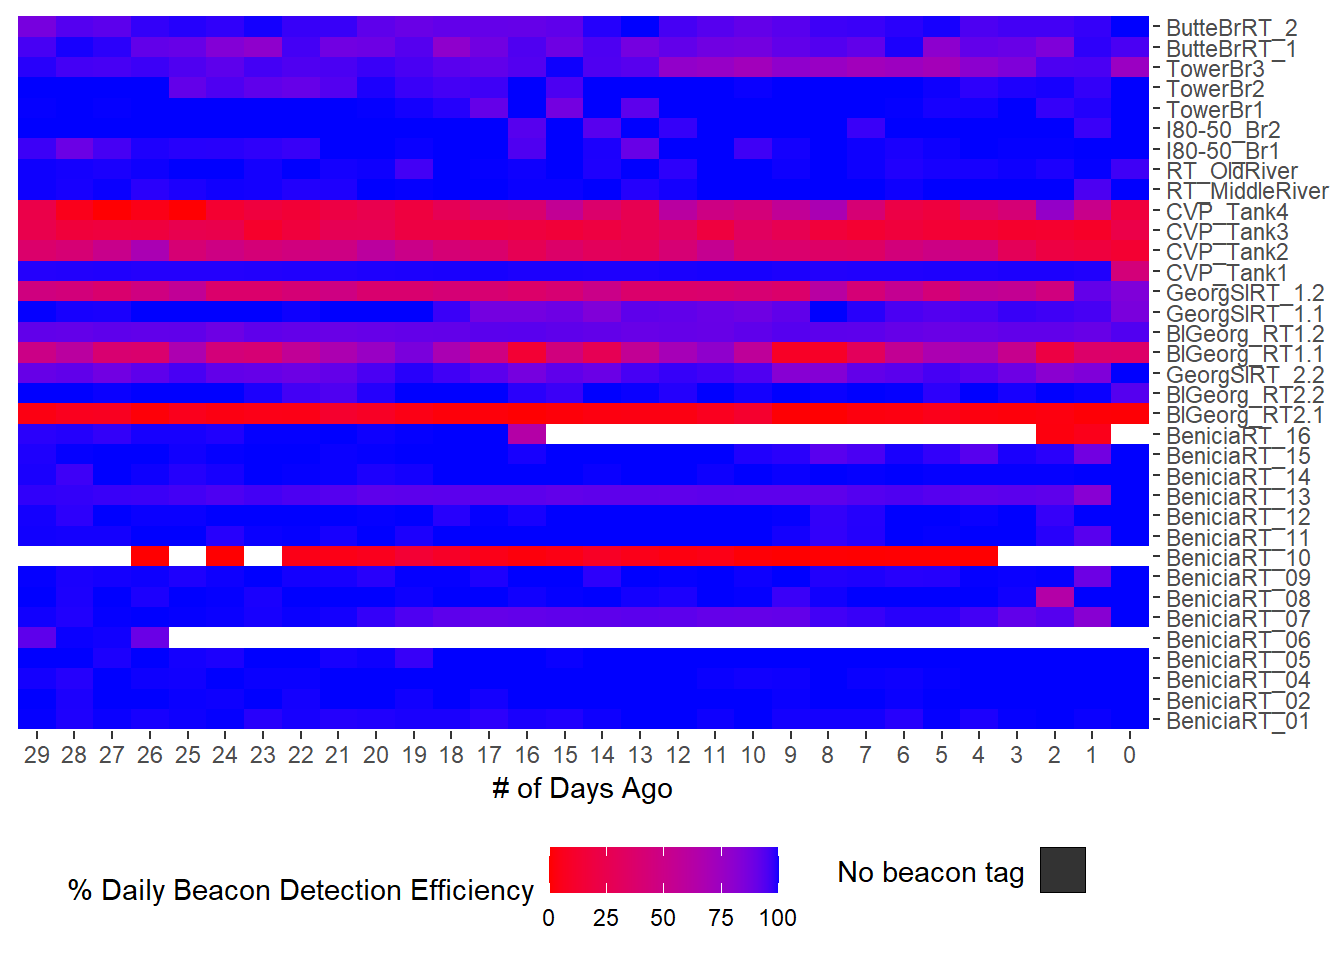 ButteBrRT_2
ButteBrRT_1
TowerBr3
TowerBr2
TowerBr1
I80-50_Br2
I80-50_Br1
RT_OldRiver
RT_MiddleRiver
CVP_Tank4
CVP_Tank3
CVP_Tank2
CVP_Tank1
GeorgSlRT_1.2
GeorgSlRT_1.1
BlGeorg_RT1.2
BlGeorg_RT1.1
GeorgSlRT_2.2
BlGeorg_RT2.2
BlGeorg_RT2.1
BeniciaRT_16
BeniciaRT_15
BeniciaRT_14
BeniciaRT_13
BeniciaRT_12
BeniciaRT_11
BeniciaRT_10
BeniciaRT_09
BeniciaRT_08
BeniciaRT_07
BeniciaRT_06
BeniciaRT_05
BeniciaRT_04
BeniciaRT_02
BeniciaRT_01
29 28 27 26 25 24 23 22 21 20 19 18 17 16 15 14 13 12 11 10 9 8 7 6 5 4 3 2 1 0
# of Days Ago
% Daily Beacon Detection Efficiency
0 25 50 75 100
No beacon tag